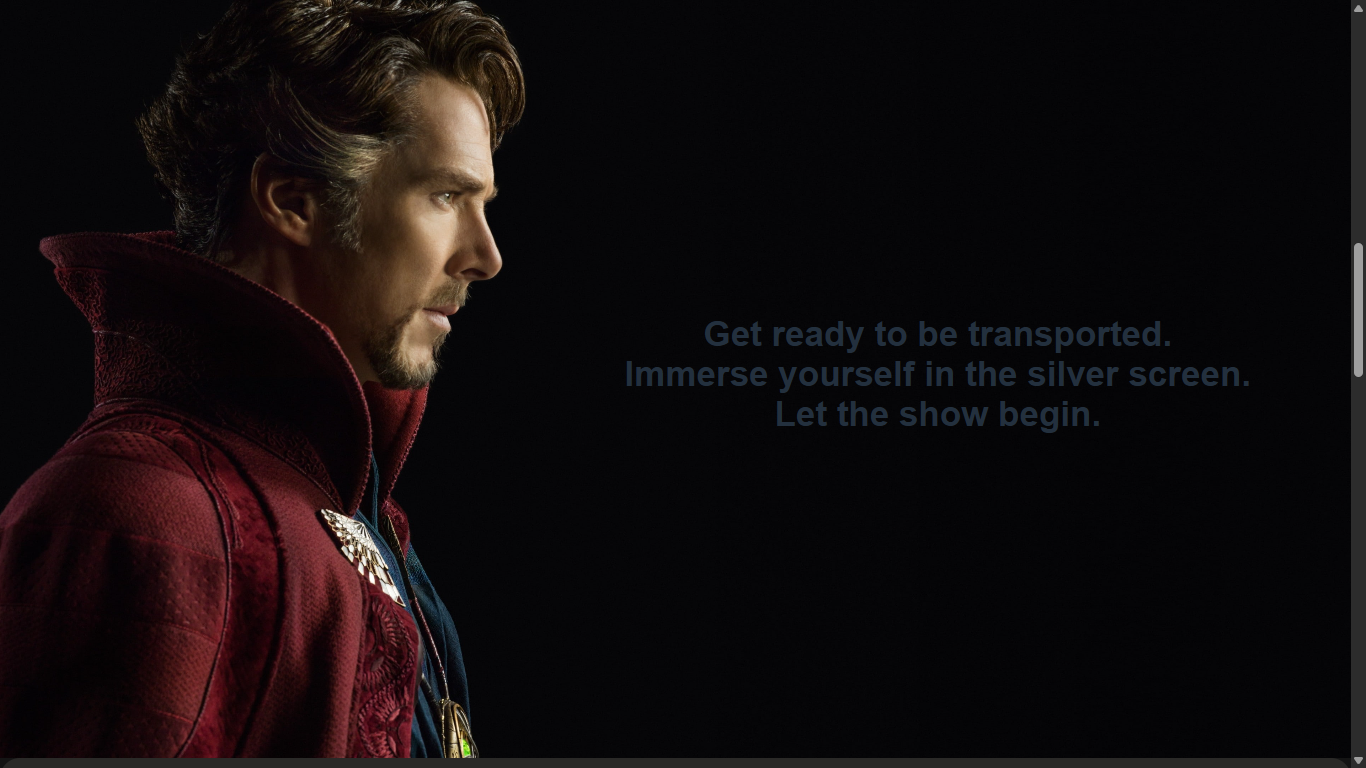 Get ready to be transported.
Immerse yourself in the silver screen.
Let the show begin.